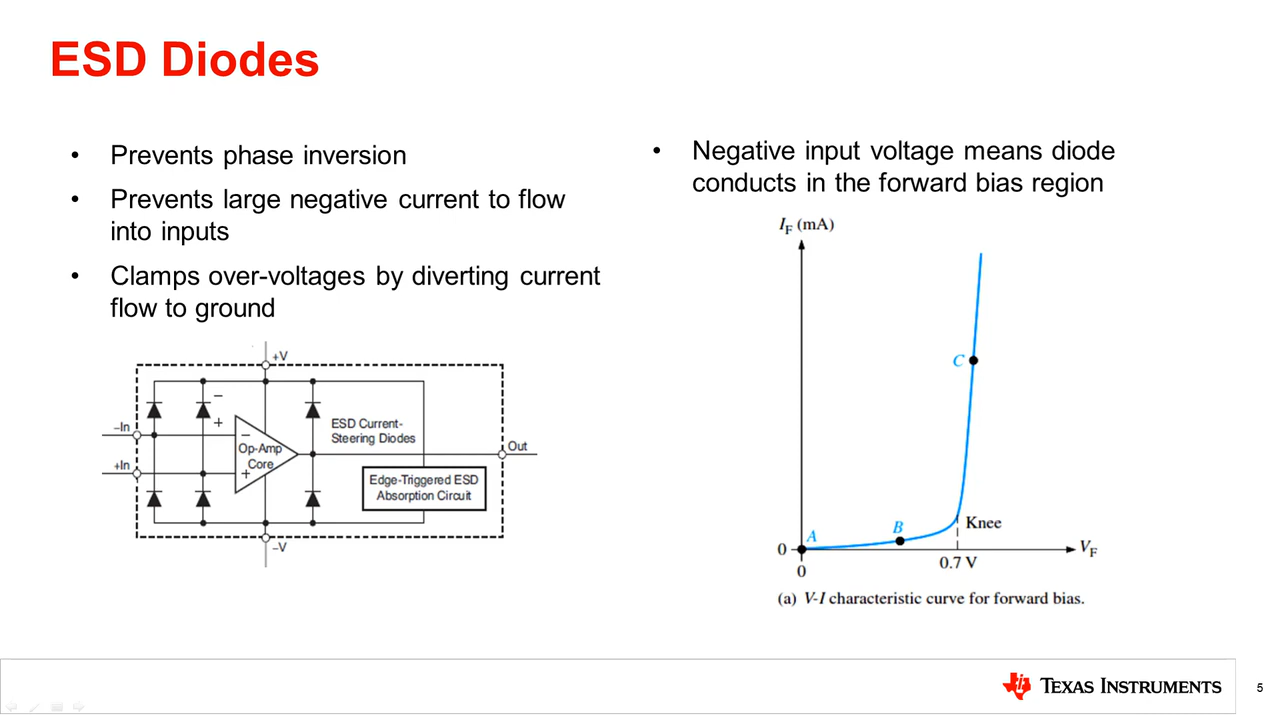 ESD Diodes
• Prevents phase inversion
• Prevents large negative current to flow
into inputs
• Clamps over-voltages by diverting current
flow to ground
+V
−
+
−In
+In
−
Op-Amp
Core
+
ESD Current-
Steering Diodes
Out
Edge-Triggered ESD
Absorption Circuit
−V
• Negative input voltage means diode
conducts in the forward bias region
IF (mA)
C
B
A
Knee
0
VF
0
0.7 V
(a) V-I characteristic curve for forward bias.
TEXAS INSTRUMENTS
5